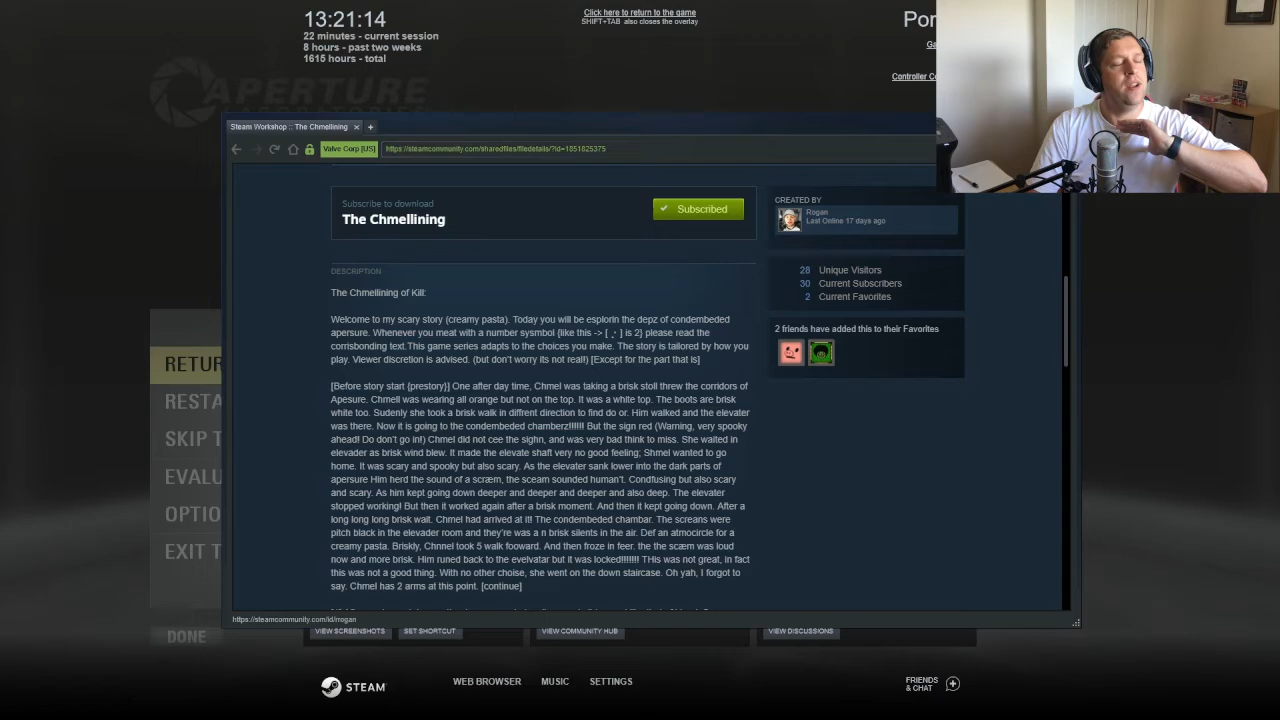 13:21:14
22 minutes - current session
8 hours - past two weeks
1615 hours - total
Click here to return to the game
SHIFT+TAB also closes the overlay
Por
Controller Co
APERTURE
Steam Workshop :: The Chmellining
Valve Corp [US]
https://steamcommunity.com/sharedfiles/filedetails/?id=1851825375
Subscribe to download
The Chmellining
Subscribed
CREATED BY
Rogan
Last Online 17 days ago
28 Unique Visitors
30 Current Subscribers
2 Current Favorites
2 friends have added this to their Favorites
DESCRIPTION
The Chmellining of Kill:
Welcome to my scary story (creamy pasta). Today you will be esplorin the depz of condembeded
apersure. Whenever you meat with a number sysmbol {like this -> [ ] is 2} please read the
corrisbonding text.This game series adapts to the choices you make. The story is tailored by how you
play. Viewer discretion is advised. (but don't worry its not real!) [Except for the part that is]
[Before story start {prestory}] One after day time, Chmel was taking a brisk stoll threw the corridors of
Apesure. Chmell was wearing all orange but not on the top. It was a white top. The boots are brisk
white too. Sudenly she took a brisk walk in diffrent direction to find do or. Him walked and the elevater
was there. Now it is going to the condembeded chamberz!!!!!! But the sign red (Warning, very spooky
ahead! Do don't go in!) Chmell did not cee the sighn, and was very bad think to miss. She waited in
elevader as brisk wind blew. It made the elevate shaft very no good feeling; Shmel wanted to go
home. It was scary and spooky but also scary. As the elevater sank lower into the dark parts of
apersure Him herd the sound of a scræm, the sceam sounded human't. Condfusing but also scary
and scary. As him kept going down deeper and deeper and deeper and also deep. The elevater
stopped working! But then it worked again after a brisk moment. And then it kept going down. After a
long long long brisk wait. Chmel had arrived at it! The condembeded chambar. The screans were
pitch black in the elevader room and they're was a n brisk silents in the air. Def an atmocircle for a
creamy pasta. Briskly, Chnnel took 5 walk fooward. And then froze in feer. the the scæm was loud
now and more brisk. Him runed back to the evelvatar but it was locked!!!!!!! THis was not great, in fact
this was not a good thing. With no other choise, she went on the down staircase. Oh yah, I forgot to
say. Chmel has 2 arms at this point. [continue]
https://steamcommunity.com/id/rrogan
RETUR
RESTA
SKIP T
EVALU
OPTIO
EXIT T
DONE
VIEW SCREENSHOTS
SET SHORTCUT
VIEW COMMUNITY HUB
VIEW DISCUSSIONS
STEAM
WEB BROWSER
MUSIC
SETTINGS
FRIENDS
& CHAT